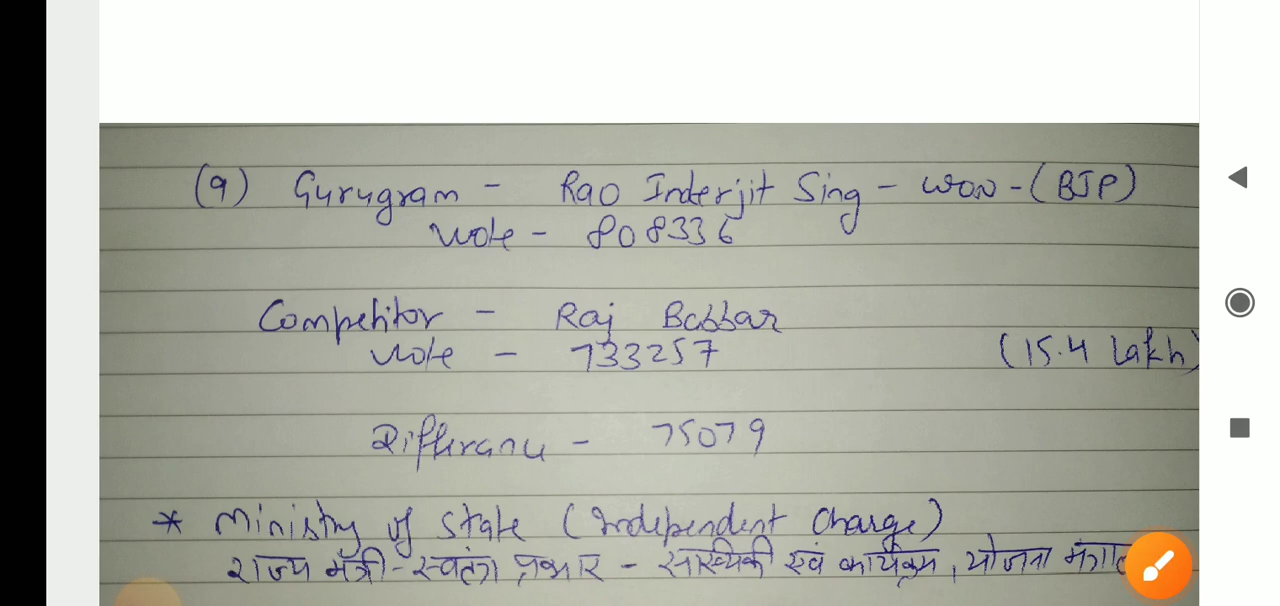 (9) Gurugram - Rao Inderjit Sing - won - (BJP)
Vote - 808336
Competitor - Raj Babbar
Vote - 733257
(15.4 lakh)
Differance - 75079
* Ministry of State (Independent Charge)
राज्य मंत्री - स्वतंत्र प्रभार - सांख्यिकी एवं कार्यक्रम, योजना